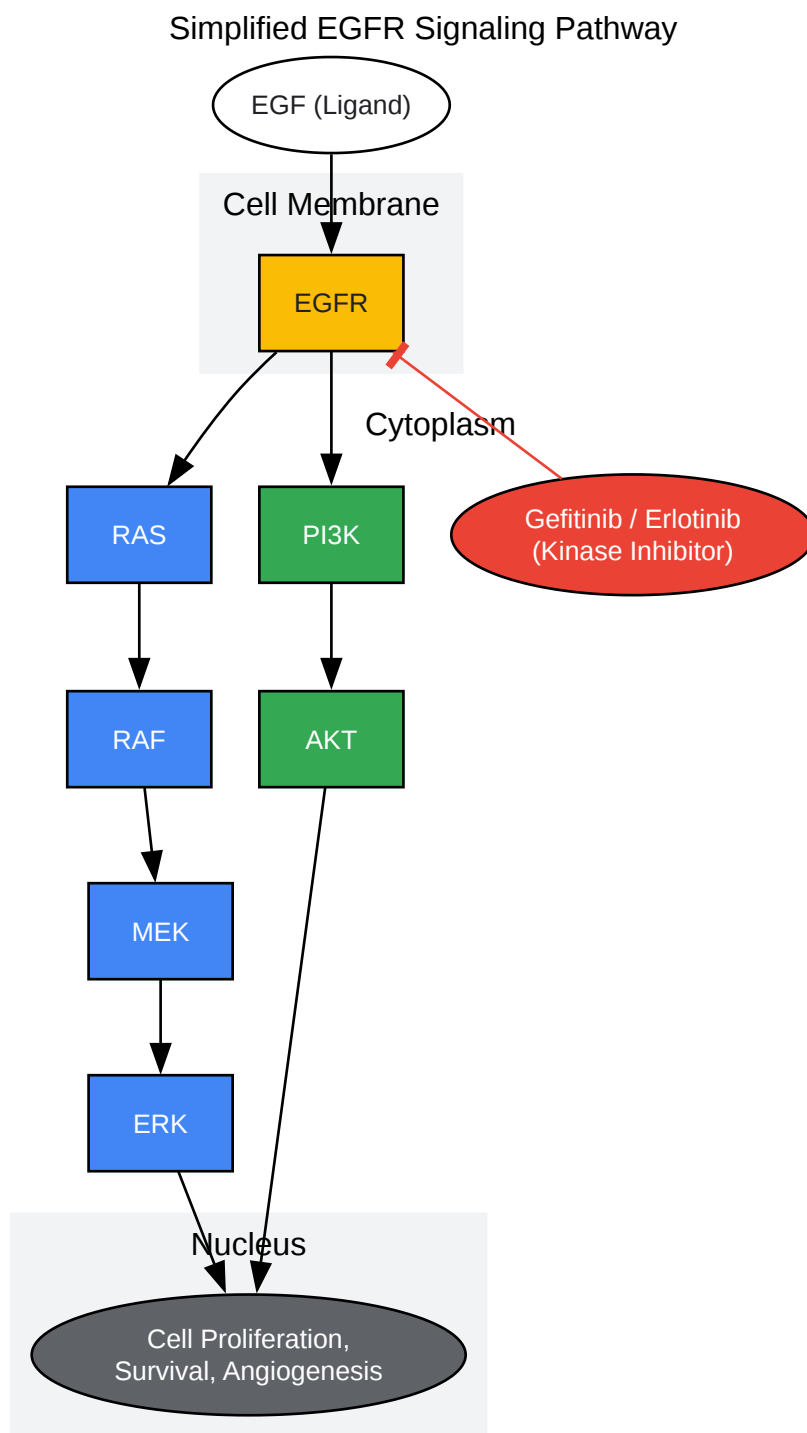 Simplified EGFR Signaling Pathway
EGF (Ligand)
Cell Membrane
EGFR
Cytoplasm
RAS
PI3K
Gefitinib / Erlotinib
(Kinase Inhibitor)
RAF
AKT
MEK
ERK
Nucleus
Cell Proliferation,
Survival, Angiogenesis